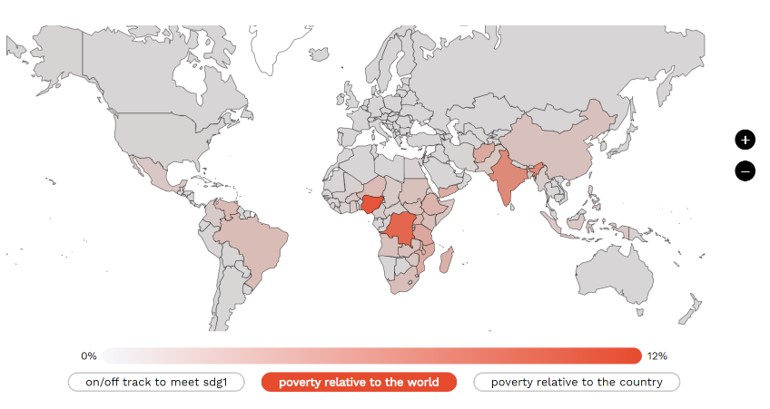 0%
12%
on/off track to meet sdg1
poverty relative to the world
poverty relative to the country